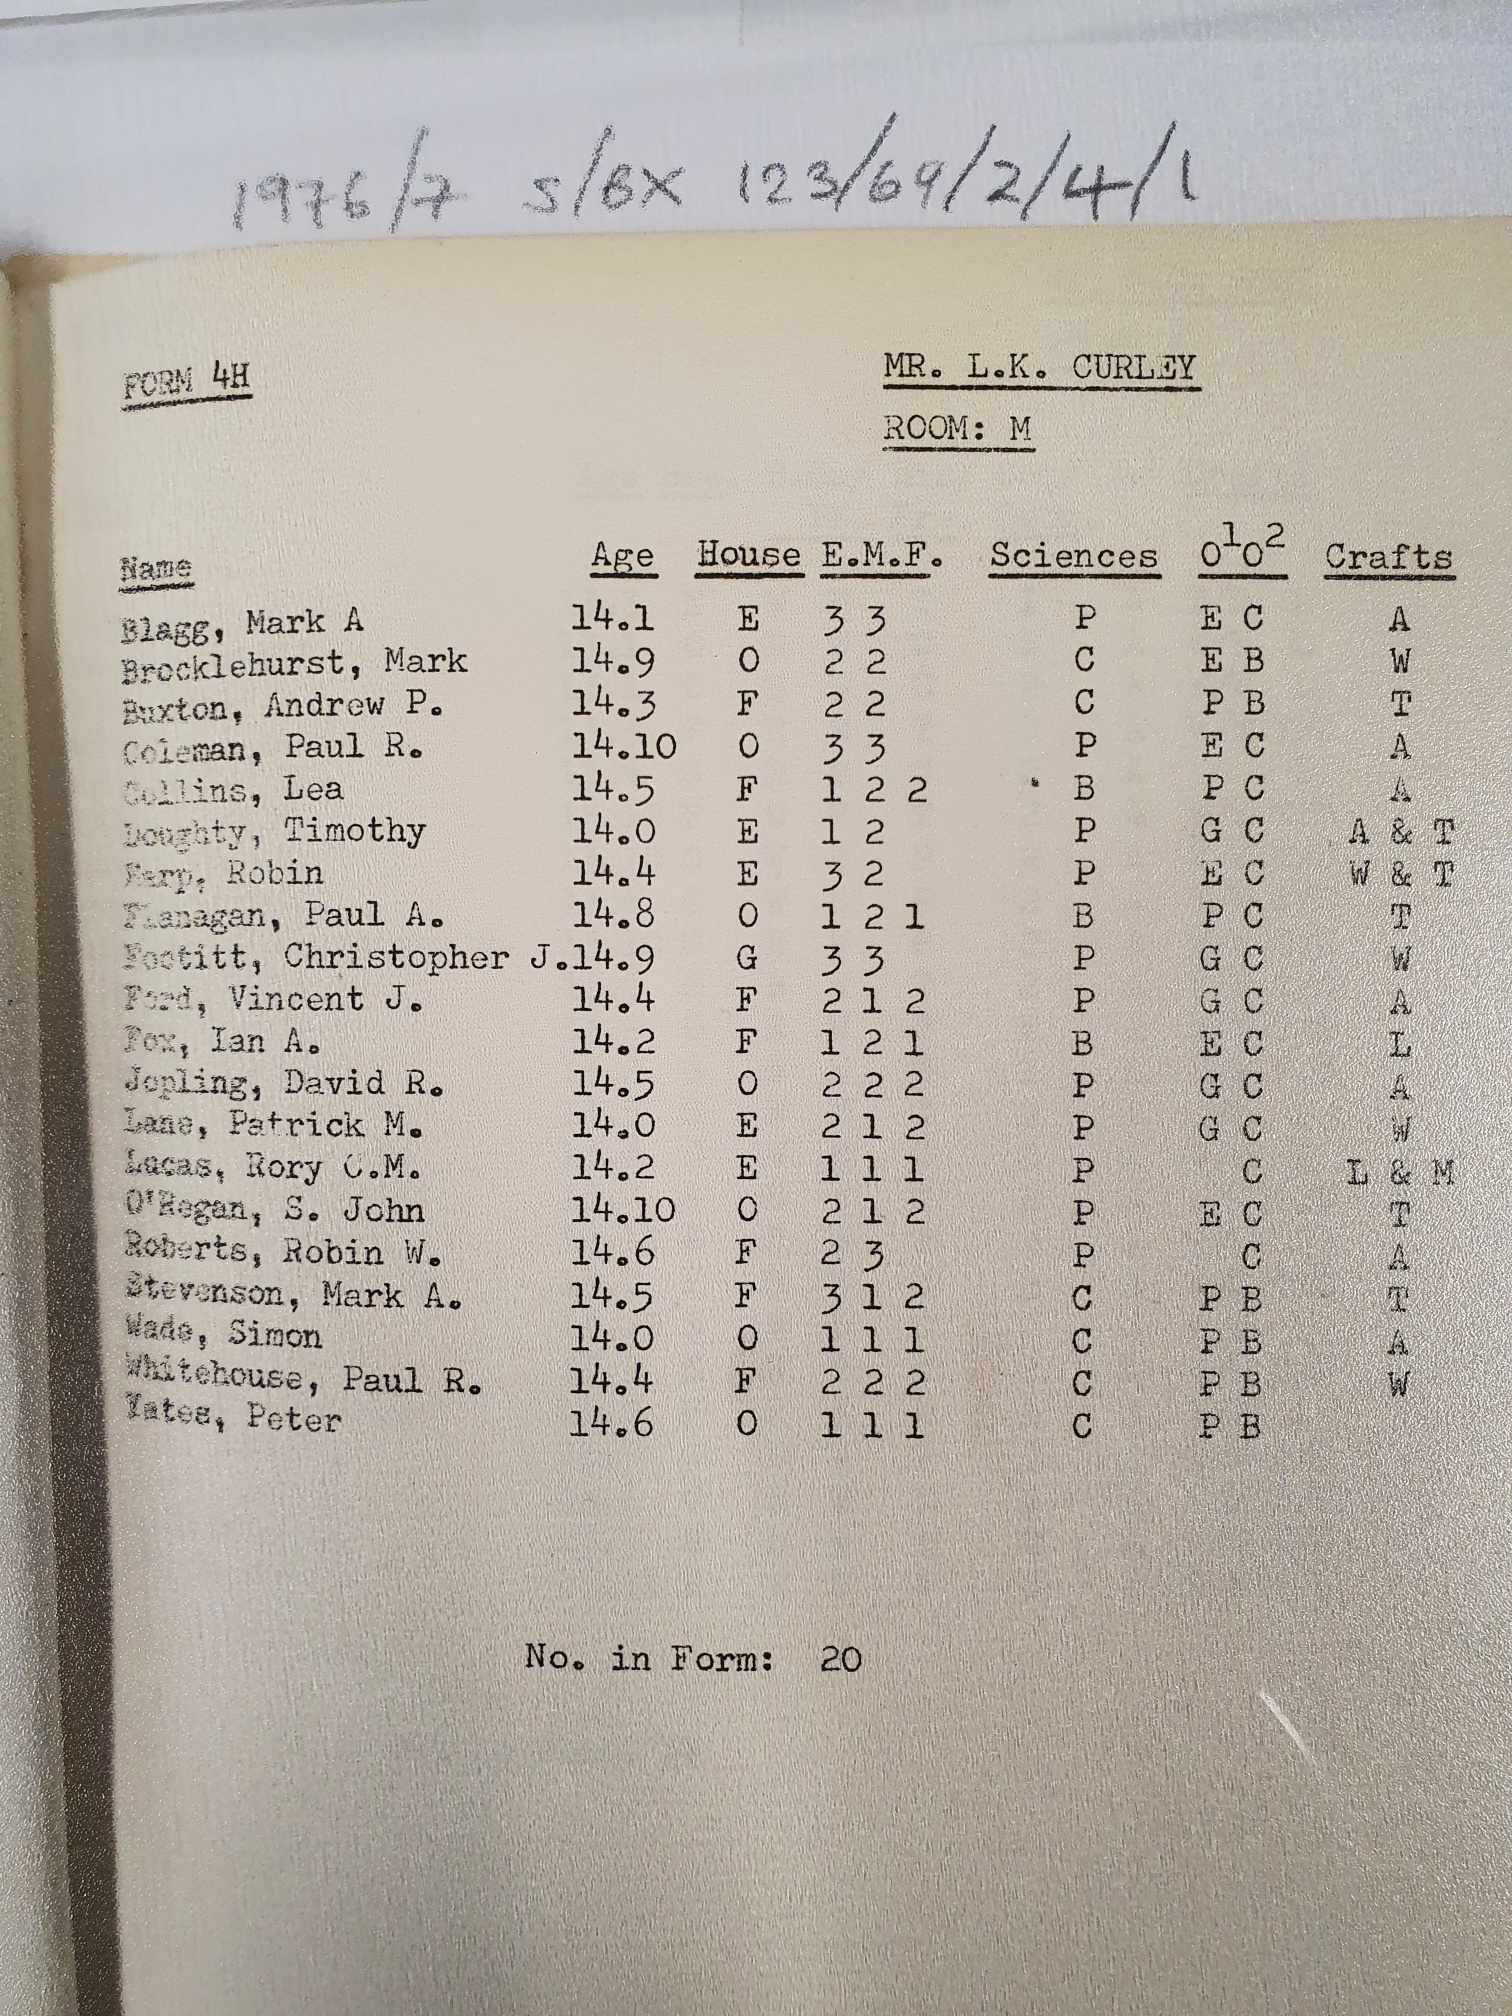 1976/7 S/BX 123/69/2/4/1
FORM 4H MR. L.K. CURLEY
ROOM: M
Name Age House E.M.F. Sciences O¹O² Crafts
Blagg, Mark A 14.1 E 3 3 P E C A
Brocklehurst, Mark 14.9 O 2 2 C E B W
Buxton, Andrew P. 14.3 F 2 2 C P B T
Coleman, Paul R. 14.10 O 3 3 P E C A
Collins, Lea 14.5 F 1 2 2 B P C A
Doughty, Timothy 14.0 E 1 2 P G C A & T
Earp, Robin 14.4 E 3 2 P E C W & T
Flanagan, Paul A. 14.8 O 1 2 1 B P C T
Footitt, Christopher J. 14.9 G 3 3 P G C W
Ford, Vincent J. 14.4 F 2 1 2 P G C A
Fox, Ian A. 14.2 F 1 2 1 B E C L
Jopling, David R. 14.5 O 2 2 2 P G C A
Lane, Patrick M. 14.0 E 2 1 2 P G C W
Lucas, Rory C.M. 14.2 E 1 1 1 P C L & M
O'Regan, S. John 14.10 O 2 1 2 P E C T
Roberts, Robin W. 14.6 F 2 3 P C A
Stevenson, Mark A. 14.5 F 3 1 2 C P B T
Wade, Simon 14.0 O 1 1 1 C P B A
Whitehouse, Paul R. 14.4 F 2 2 2 C P B W
Yates, Peter 14.6 O 1 1 1 C P B
No. in Form: 20